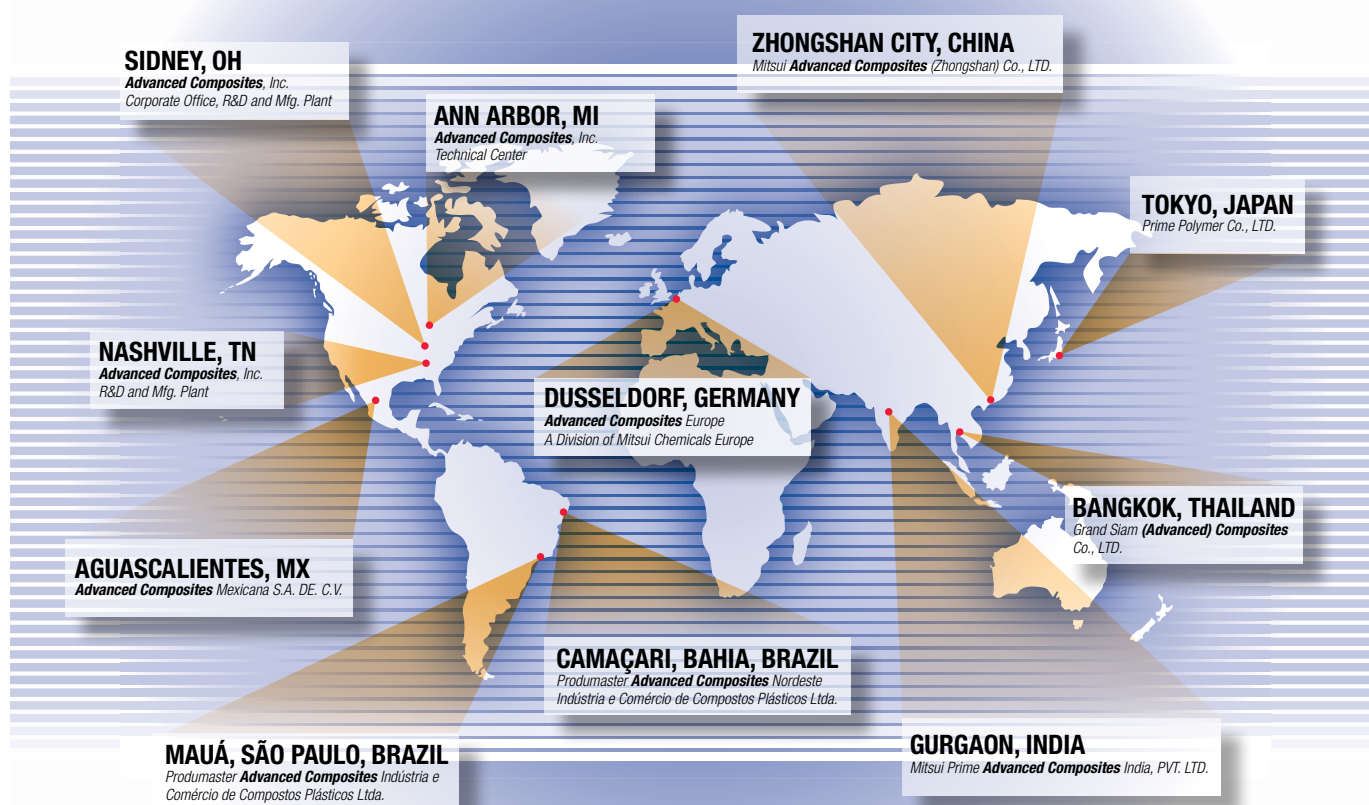 SIDNEY, OH
Advanced Composites, Inc.
Corporate Office, R&D and Mfg. Plant
ZHONGSHAN CITY, CHINA
Mitsui Advanced Composites (Zhongshan) Co., LTD.
ANN ARBOR, MI
Advanced Composites, Inc.
Technical Center
TOKYO, JAPAN
Prime Polymer Co., LTD.
NASHVILLE, TN
Advanced Composites, Inc.
R&D and Mfg. Plant
DUSSELDORF, GERMANY
Advanced Composites Europe
A Division of Mitsui Chemicals Europe
BANGKOK, THAILAND
Grand Siam (Advanced) Composites
Co., LTD.
AGUASCALIENTES, MX
Advanced Composites Mexicana S.A. DE. C.V.
CAMAÇARI, BAHIA, BRAZIL
Produmaster Advanced Composites Nordeste
Indústria e Comércio de Compostos Plásticos Ltda.
MAUÁ, SÃO PAULO, BRAZIL
Produmaster Advanced Composites Indústria e
Comércio de Compostos Plásticos Ltda.
GURGAON, INDIA
Mitsui Prime Advanced Composites India, PVT. LTD.